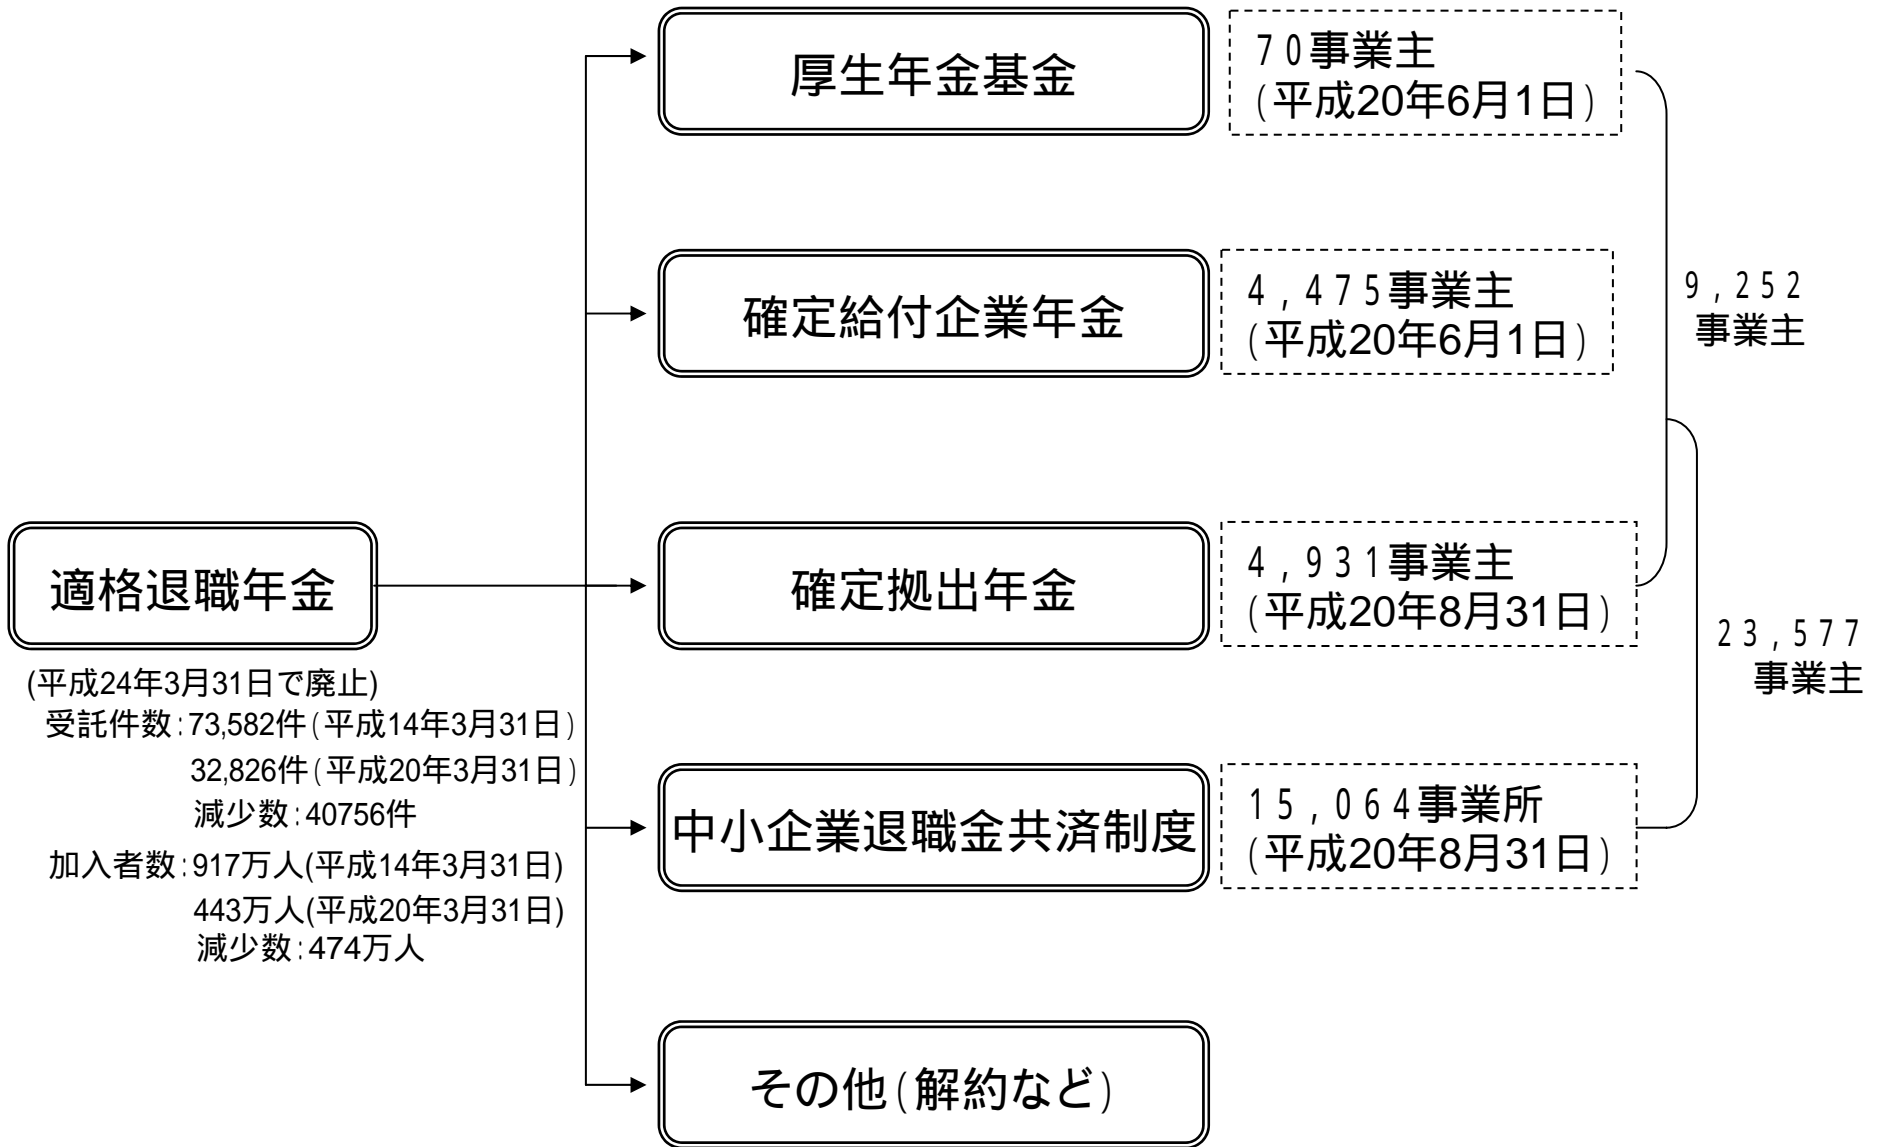 厚生年金基金
70事業主
(平成20年6月1日)
確定給付企業年金
4,475事業主
(平成20年6月1日)
9,252
事業主
適格退職年金
(平成24年3月31日で廃止)
受託件数:73,582件(平成14年3月31日)
32,826件(平成20年3月31日)
減少数:40756件
加入者数:917万人(平成14年3月31日)
443万人(平成20年3月31日)
減少数:474万人
確定拠出年金
4,931事業主
(平成20年8月31日)
23,577
事業主
中小企業退職金共済制度
15,064事業所
(平成20年8月31日)
その他(解約など)